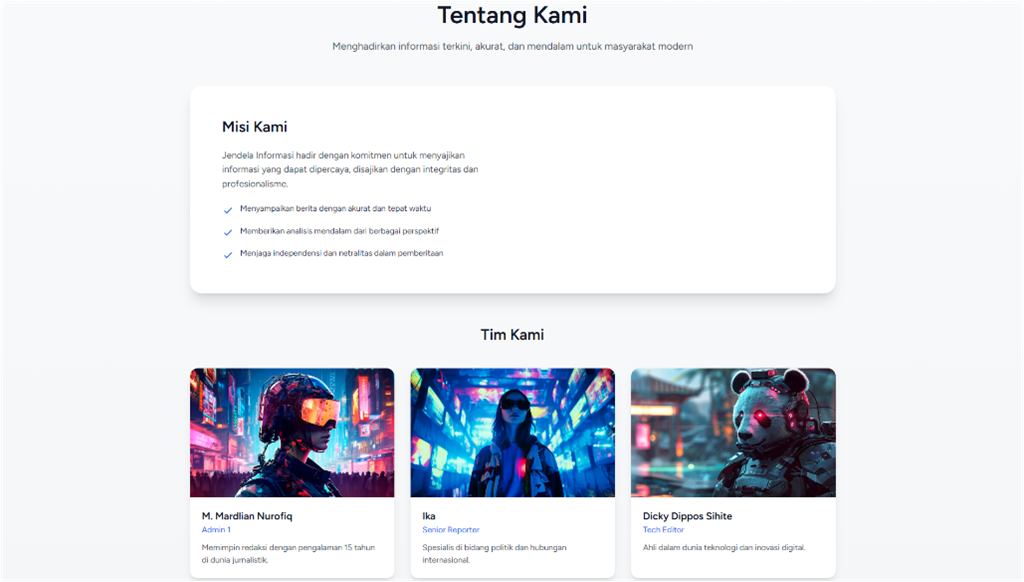 Tentang Kami
Menghadirkan informasi terkini, akurat, dan mendalam untuk masyarakat modern
Misi Kami
Jendela Informasi hadir dengan komitmen untuk menyajikan
informasi yang dapat dipercaya, disajikan dengan integritas dan
profesionalisme.
Menyampaikan berita dengan akurat dan tepat waktu
Memberikan analisis mendalam dari berbagai perspektif
Menjaga independensi dan netralitas dalam pemberitaan
Tim Kami
M. Mardlian Nurofiq
Admin 1
Memimpin redaksi dengan pengalaman 15 tahun
di dunia jurnalistik.
Ika
Senior Reporter
Spesialis di bidang politik dan hubungan
internasional.
Dicky Dippos Sihite
Tech Editor
Ahli dalam dunia teknologi dan inovasi digital.